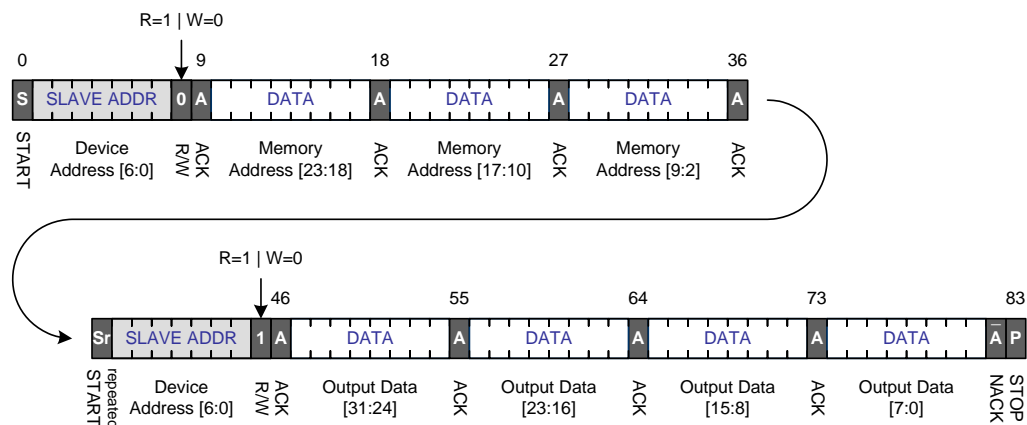 R=1 | W=0
0 9 18 27 36
S SLAVE ADDR 0 A DATA A DATA A DATA A
START Device Address [6:0] R/W ACK Memory Address [23:18] ACK Memory Address [17:10] ACK Memory Address [9:2] ACK
R=1 | W=0
46 55 64 73 83
Sr SLAVE ADDR 1 A DATA A DATA A DATA A DATA A P
repeated START Device Address [6:0] R/W ACK Output Data [31:24] ACK Output Data [23:16] ACK Output Data [15:8] ACK Output Data [7:0] NACK STOP